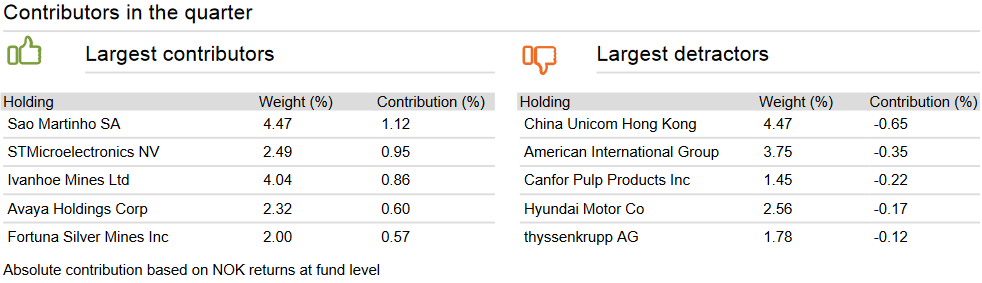 Contributors in the quarter
Largest contributors
Holding Weight (%) Contribution (%)
Sao Martinho SA 4.47 1.12
STMicroelectronics NV 2.49 0.95
Ivanhoe Mines Ltd 4.04 0.86
Avaya Holdings Corp 2.32 0.60
Fortuna Silver Mines Inc 2.00 0.57
Largest detractors
Holding Weight (%) Contribution (%)
China Unicom Hong Kong 4.47 -0.65
American International Group 3.75 -0.35
Canfor Pulp Products Inc 1.45 -0.22
Hyundai Motor Co 2.56 -0.17
thyssenkrupp AG 1.78 -0.12
Absolute contribution based on NOK returns at fund level